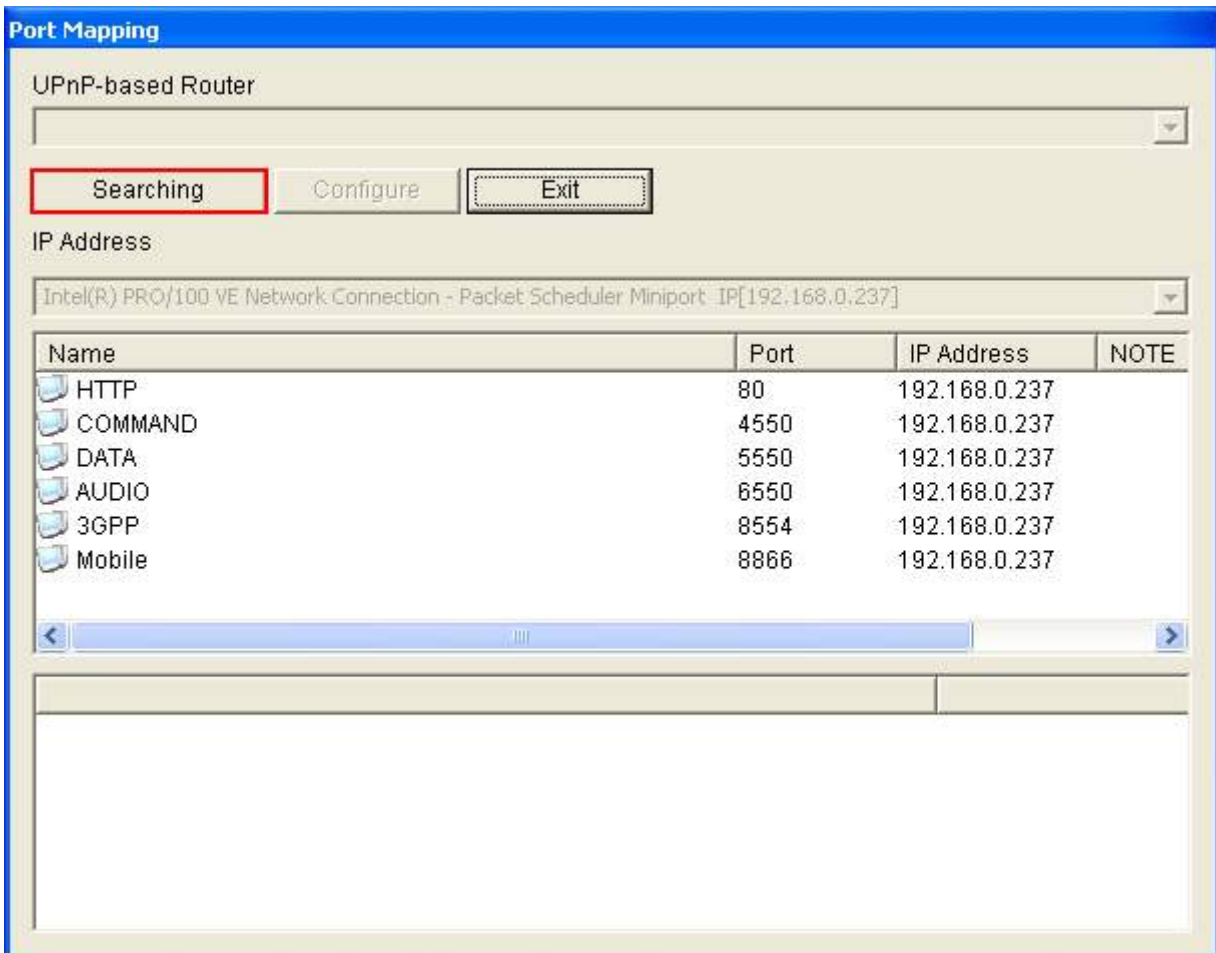 Port Mapping
UPnP-based Router
Searching Configure Exit
IP Address
Intel(R) PRO/100 VE Network Connection - Packet Scheduler Miniport IP[192.168.0.237]
Name Port IP Address NOTE
HTTP 80 192.168.0.237
COMMAND 4550 192.168.0.237
DATA 5550 192.168.0.237
AUDIO 6550 192.168.0.237
3GPP 8554 192.168.0.237
Mobile 8866 192.168.0.237